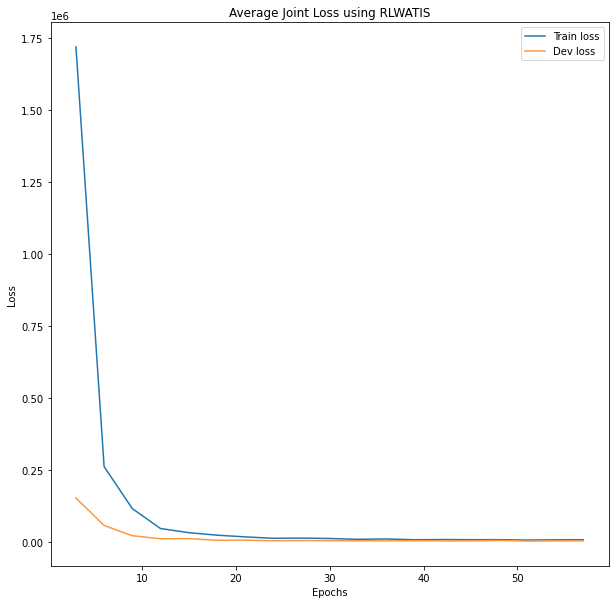 Average Joint Loss using RLWATIS
1e6
Train loss
Dev loss
1.75
1.50
1.25
1.00
0.75
0.50
0.25
0.00
Loss
10 20 30 40 50
Epochs